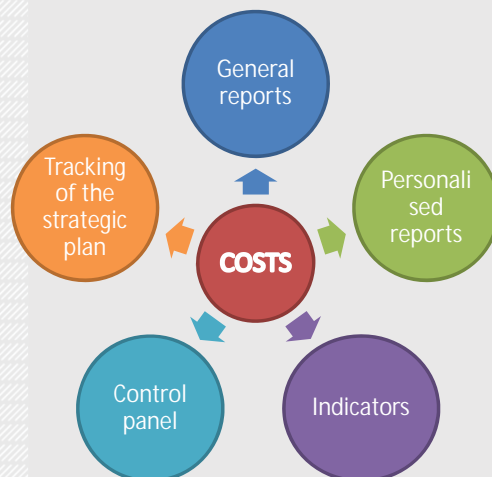 General
reports
Tracking
of the
strategic
plan
Personali
sed
reports
COSTS
Control
panel
Indicators